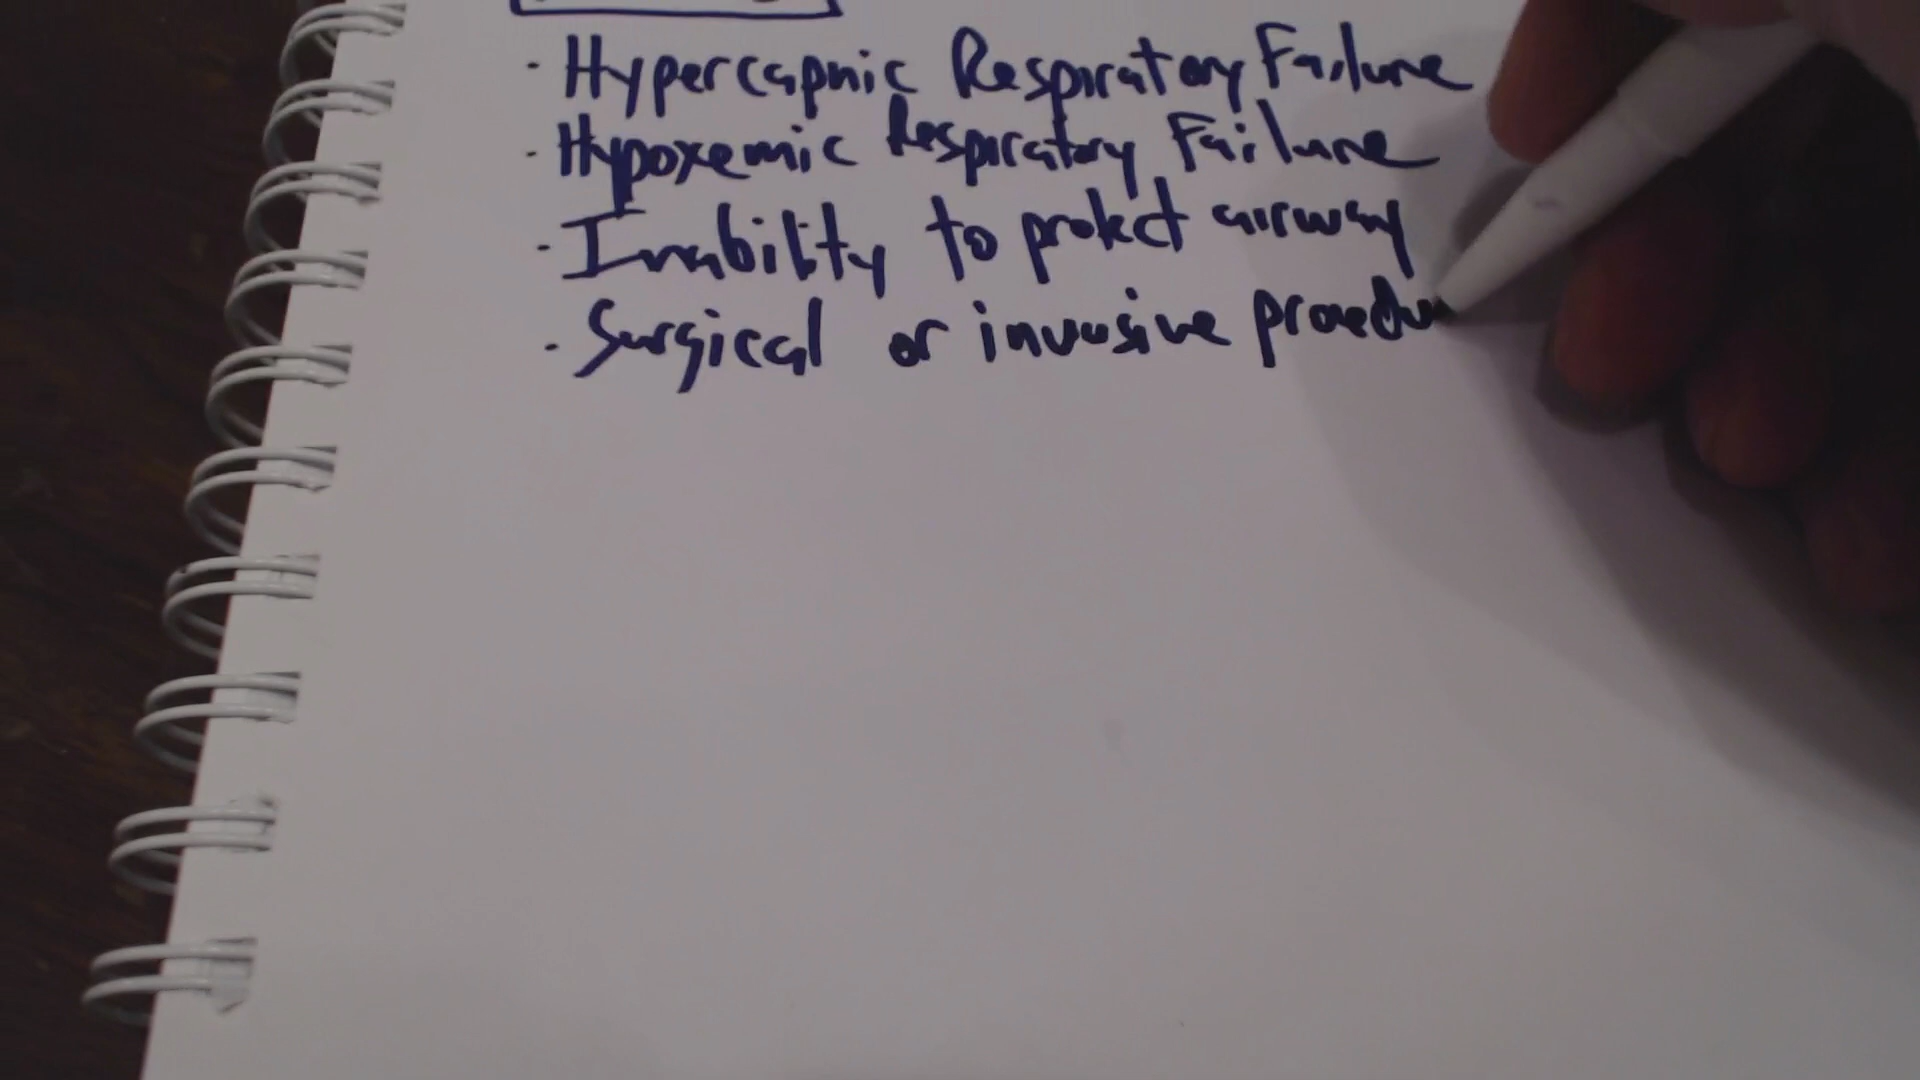 · Hypercapnic Respiratory Failure
· Hypoxemic Respiratory Failure
· Inability to protect airway
· Surgical or invasive procedu